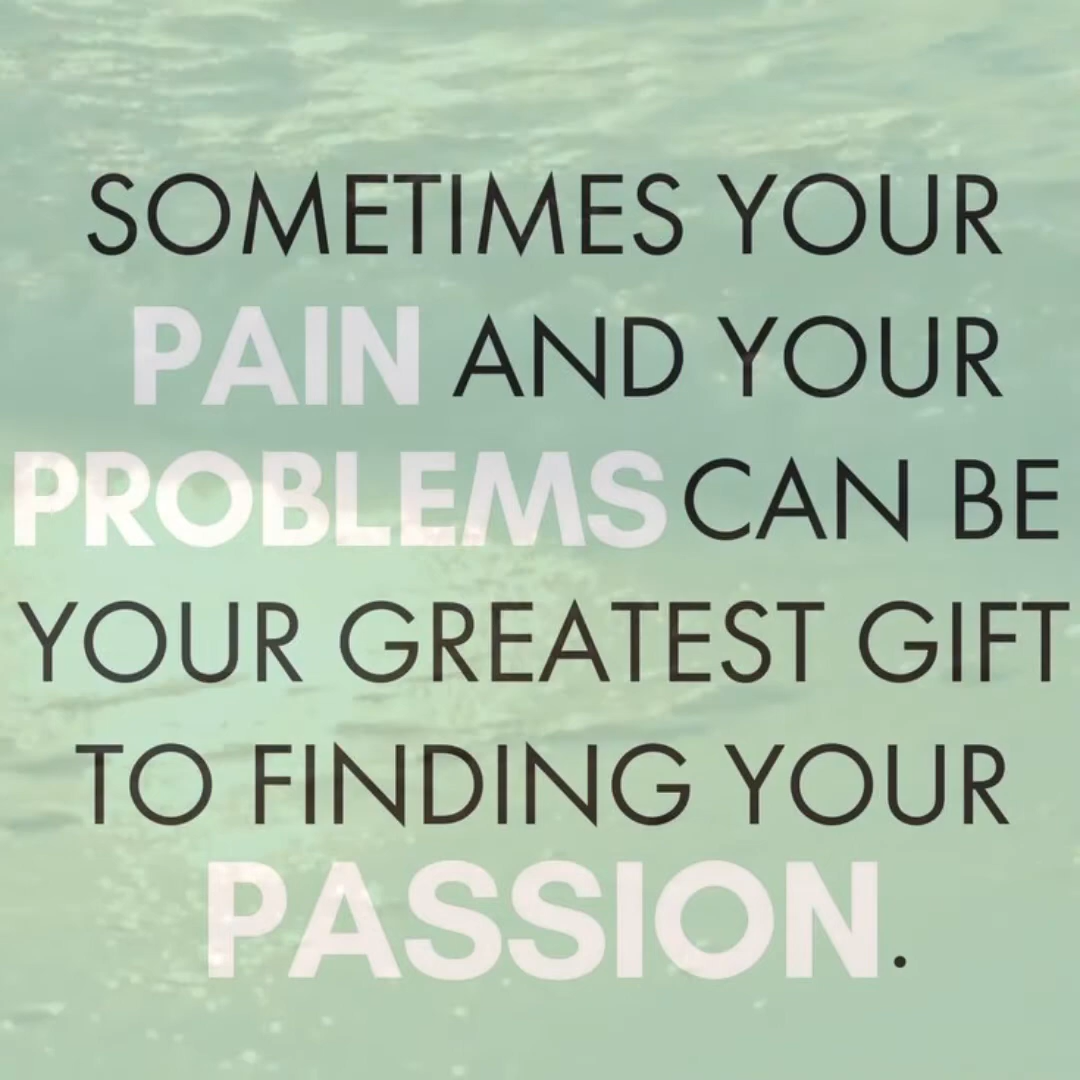 SOMETIMES YOUR
PAIN AND YOUR
PROBLEMS CAN BE
YOUR GREATEST GIFT
TO FINDING YOUR
PASSION.